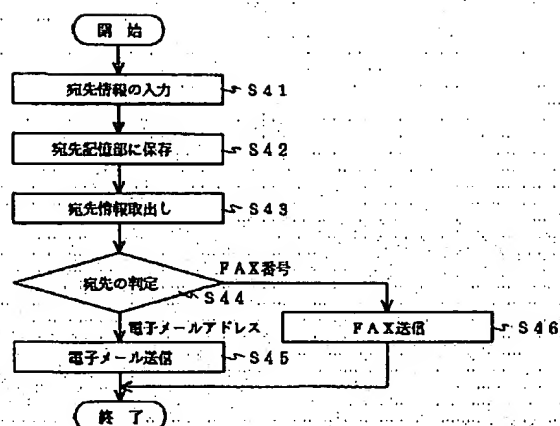 開 始
宛先情報の入力 S41
宛先記位部に保存 S42
宛先情報取出し S43
FAX番号
宛先の判定
S44
電子メールアドレス
FAX送信 S46
電子メール送信 S45
終 了